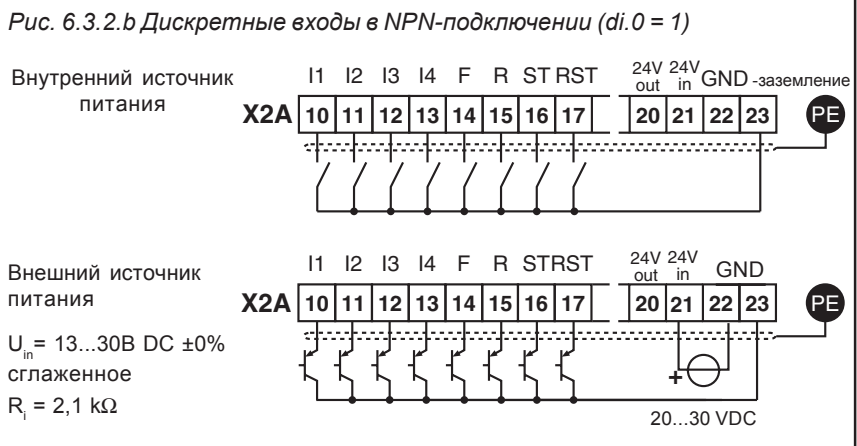 Рис. 6.3.2.b Дискретные входы в NPN-подключении (di.0 = 1)
Внутренний источник
питания
I1 I2 I3 I4 F R ST RST 24V out 24V in GND -заземление
X2A 10 11 12 13 14 15 16 17 20 21 22 23 PE
Внешний источник
питания
I1 I2 I3 I4 F R STRST 24V out 24V in GND
X2A 10 11 12 13 14 15 16 17 20 21 22 23 PE
Uin= 13...30В DC ±0%
сглаженное
Ri = 2,1 kΩ
+
20...30 VDC